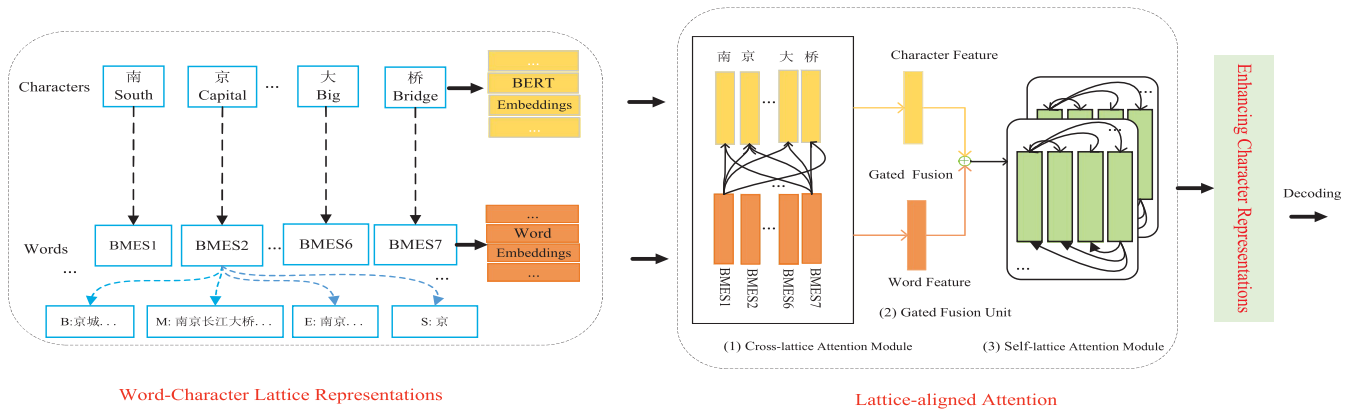 Characters
南
South
京
Capital
...
大
Big
桥
Bridge
...
BERT
Embeddings
...
Words
...
BMES1
BMES2
...
BMES6
BMES7
...
...
Word
Embeddings
...
B:京城...
M: 南京长江大桥...
E: 南京...
S: 京
Word-Character Lattice Representations
南 京 大 桥
...
...
...
BMES1
BMES2
BMES6
BMES7
(1) Cross-lattice Attention Module
Character Feature
Gated Fusion
Word Feature
(2) Gated Fusion Unit
...
...
...
(3) Self-lattice Attention Module
Lattice-aligned Attention
Enhancing Character Representations
Decoding